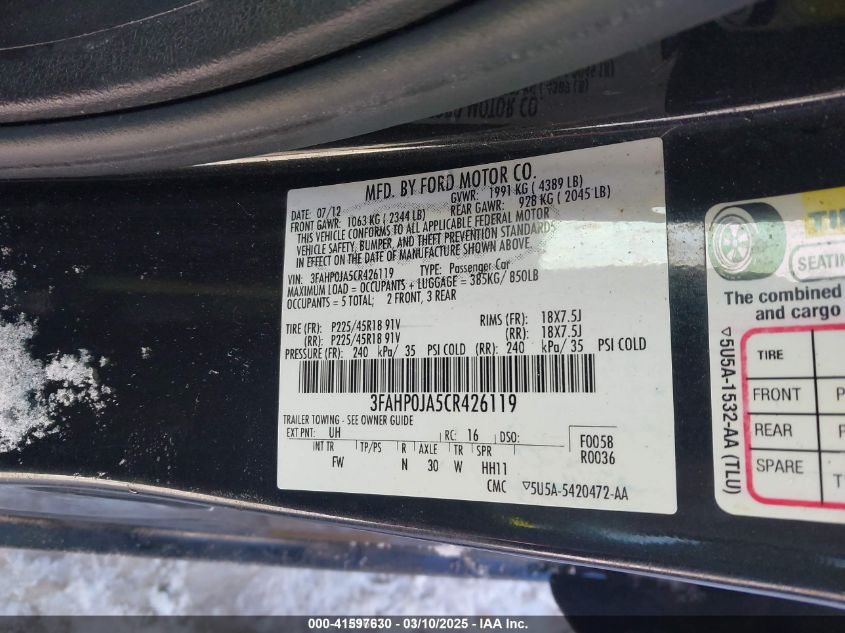 MFD. BY FORD MOTOR CO.
DATE: 07/12 GVWR: 1991 KG ( 4389 LB)
FRONT GAWR: 1063 KG ( 2344 LB) REAR GAWR: 928 KG ( 2045 LB)
THIS VEHICLE CONFORMS TO ALL APPLICABLE FEDERAL MOTOR
VEHICLE SAFETY, BUMPER, AND THEFT PREVENTION STANDARDS
IN EFFECT ON THE DATE OF MANUFACTURE SHOWN ABOVE.
VIN: 3FAHP0JA5CR426119 TYPE: Passenger Car
MAXIMUM LOAD = OCCUPANTS + LUGGAGE = 385KG/ 850LB
OCCUPANTS = 5 TOTAL; 2 FRONT, 3 REAR
TIRE (FR): P225/45R18 91V RIMS (FR): 18X7.5J
(RR): P225/45R18 91V (RR): 18X7.5J
PRESSURE (FR): 240 kPa/ 35 PSI COLD (RR): 240 kPa/ 35 PSI COLD
3FAHP0JA5CR426119
TRAILER TOWING - SEE OWNER GUIDE
EXT PNT: UH RC: 16 DSO: F005B
INT TR TP/PS R AXLE TR SPR R0036
FW N 30 W HH11
CMC ▽5U5A-5420472-AA
SEATIN
The combined
and cargo
TIRE
FRONT P
REAR P
SPARE T
▽5U5A-1532-AA (TLU)
000-41597630 - 03/10/2025 - IAAI - Copart, Inc.